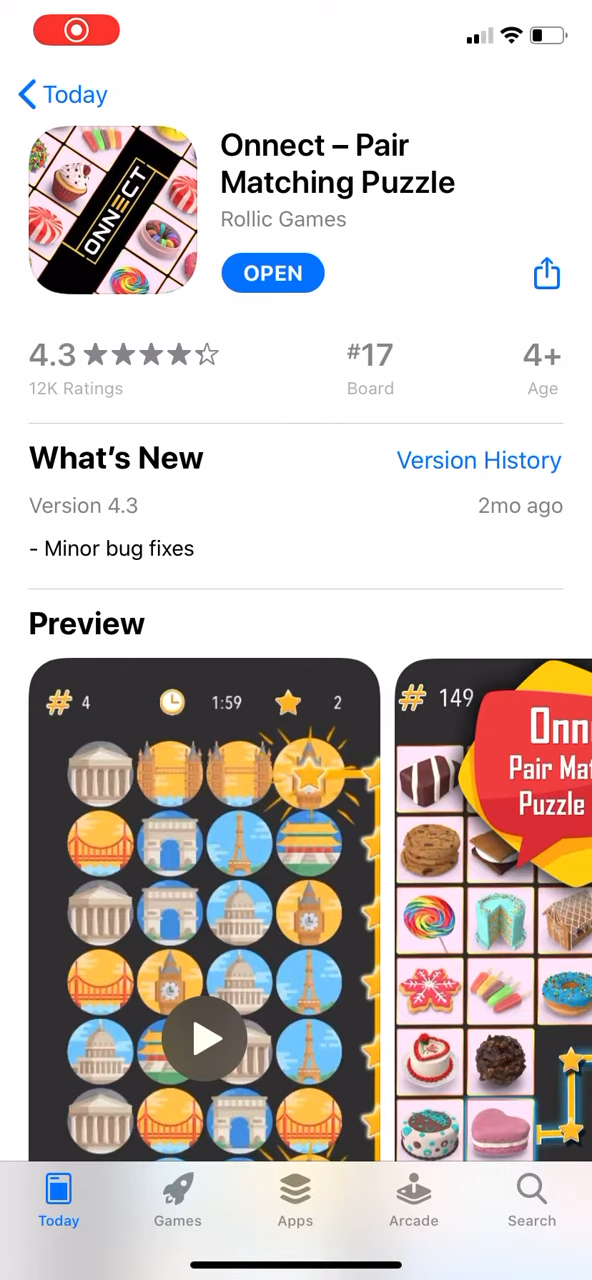 Today
ONNECT
Onnect – Pair
Matching Puzzle
Rollic Games
OPEN
4.3
#17
4+
12K Ratings
Board
Age
What's New
Version History
Version 4.3
2mo ago
- Minor bug fixes
Preview
# 4
1:59
2
# 149
Onn
Pair Mat
Puzzle
Today
Games
Apps
Arcade
Search